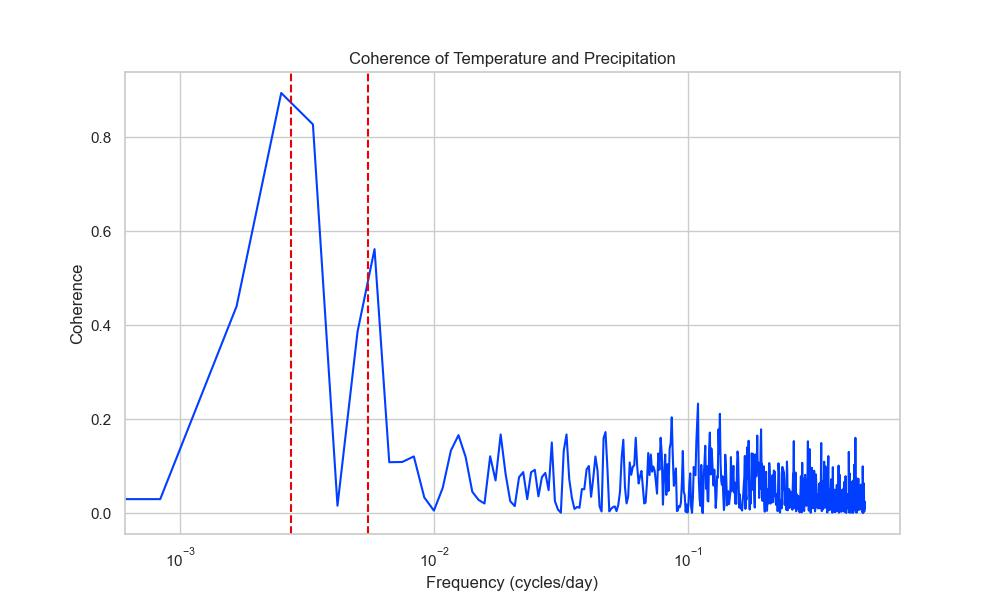 Coherence of Temperature and Precipitation
Coherence
0.8
0.6
0.4
0.2
0.0
10⁻³
10⁻²
10⁻¹
Frequency (cycles/day)